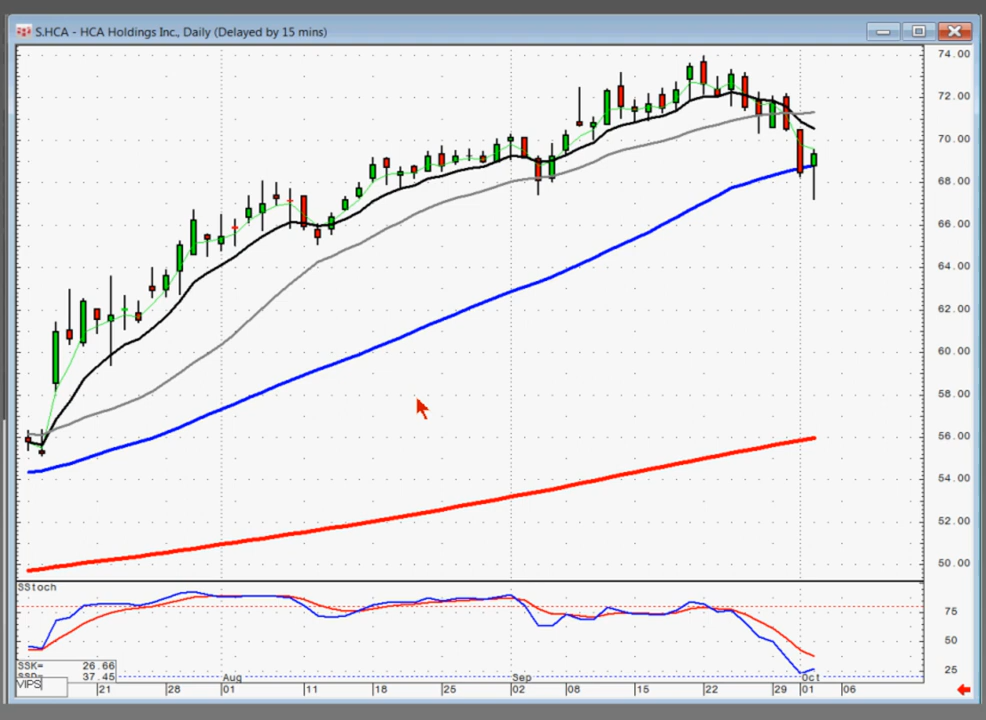 S.HCA - HCA Holdings Inc., Daily (Delayed by 15 mins)
74.00
72.00
70.00
68.00
66.00
64.00
62.00
60.00
58.00
56.00
54.00
52.00
50.00
SStoch
75
50
25
SSK= 26.66
SSD= 37.45
VIPS
Aug Sep Oct
21 28 01 11 18 25 02 08 15 22 29 01 06